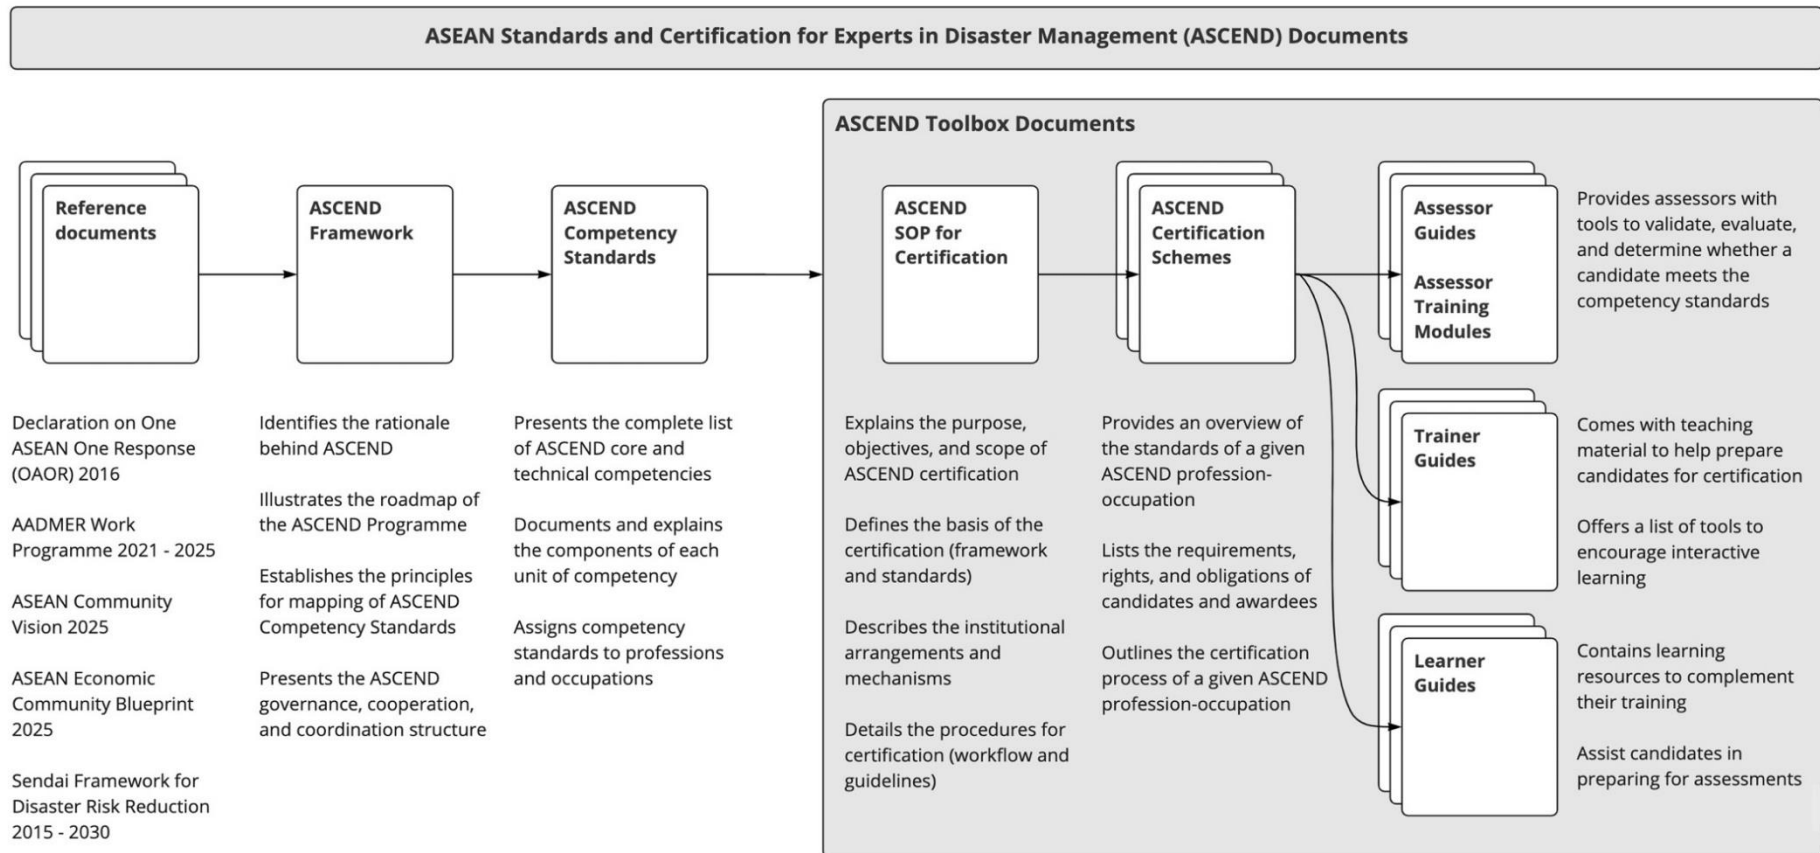 ASEAN Standards and Certification for Experts in Disaster Management (ASCEND) Documents
ASCEND Toolbox Documents
Reference
documents
ASCEND
Framework
ASCEND
Competency
Standards
ASCEND
SOP for
Certification
ASCEND
Certification
Schemes
Assessor
Guides
Assessor
Training
Modules
Provides assessors with
tools to validate, evaluate,
and determine whether a
candidate meets the
competency standards
Declaration on One
ASEAN One Response
(OAOR) 2016
AADMER Work
Programme 2021 - 2025
ASEAN Community
Vision 2025
ASEAN Economic
Community Blueprint
2025
Sendai Framework for
Disaster Risk Reduction
2015 - 2030
Identifies the rationale
behind ASCEND
Illustrates the roadmap of
the ASCEND Programme
Establishes the principles
for mapping of ASCEND
Competency Standards
Presents the ASCEND
governance, cooperation,
and coordination structure
Presents the complete list
of ASCEND core and
technical competencies
Documents and explains
the components of each
unit of competency
Assigns competency
standards to professions
and occupations
Explains the purpose,
objectives, and scope of
ASCEND certification
Defines the basis of the
certification (framework
and standards)
Describes the institutional
arrangements and
mechanisms
Details the procedures for
certification (workflow and
guidelines)
Provides an overview of
the standards of a given
ASCEND profession-
occupation
Lists the requirements,
rights, and obligations of
candidates and awardees
Outlines the certification
process of a given ASCEND
profession-occupation
Trainer
Guides
Comes with teaching
material to help prepare
candidates for certification
Offers a list of tools to
encourage interactive
learning
Learner
Guides
Contains learning
resources to complement
their training
Assist candidates in
preparing for assessments